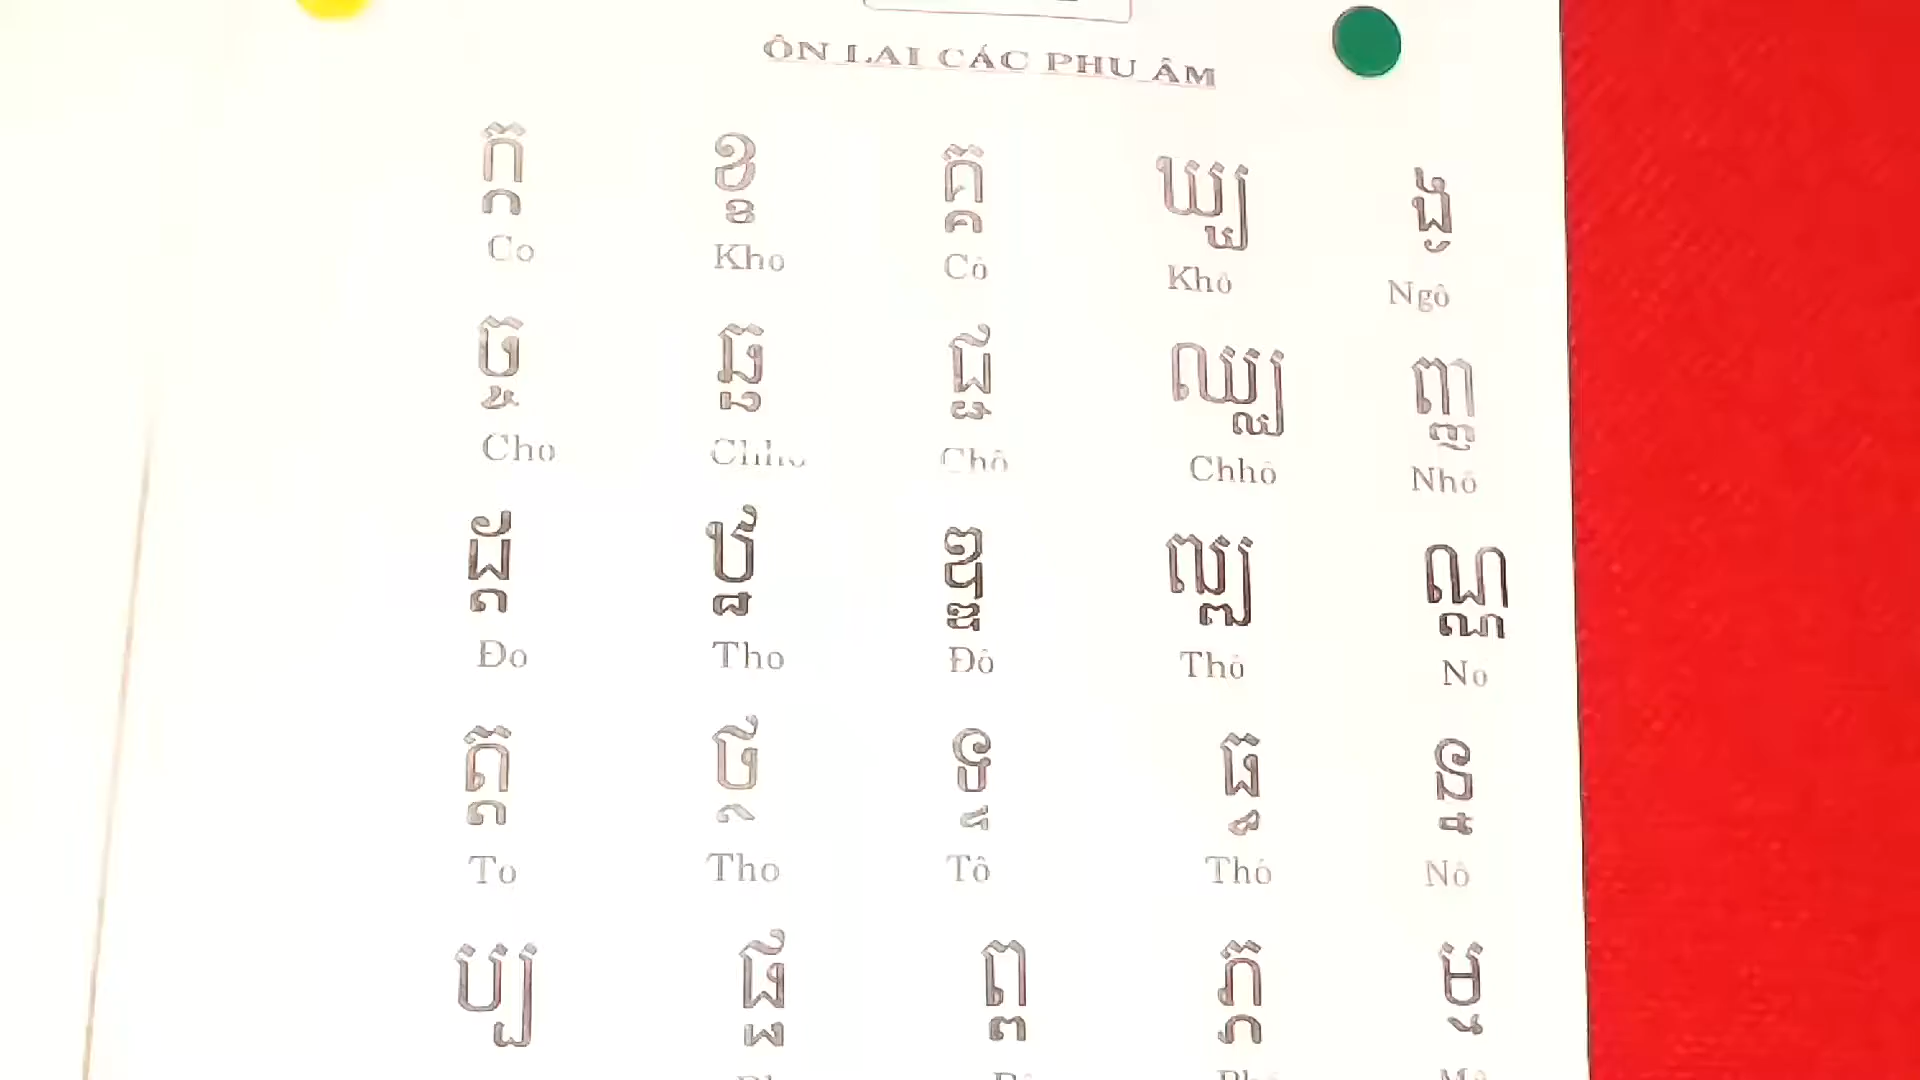 ÔN LẠI CÁC PHỤ ÂM
ក្ក ខ្ខ គ្គ ឃ្ឃ ង្ង
Co Kho Cô Khô Ngô
ច្ច ឆ្ឆ ជ្ជ ឈ្ឈ ញ្ញ
Cho Chho Chô Chhô Nhô
ដ្ដ ឋ្ឋ ឌ្ឌ ឍ្ឍ ណ្ណ
Đo Tho Đô Thô No
ត្ត ថ្ថ ទ្ទ ធ្ធ ន្ន
To Tho Tô Thô Nô
ប្ប ផ្ផ ព្ព ភ្ភ ម្ម